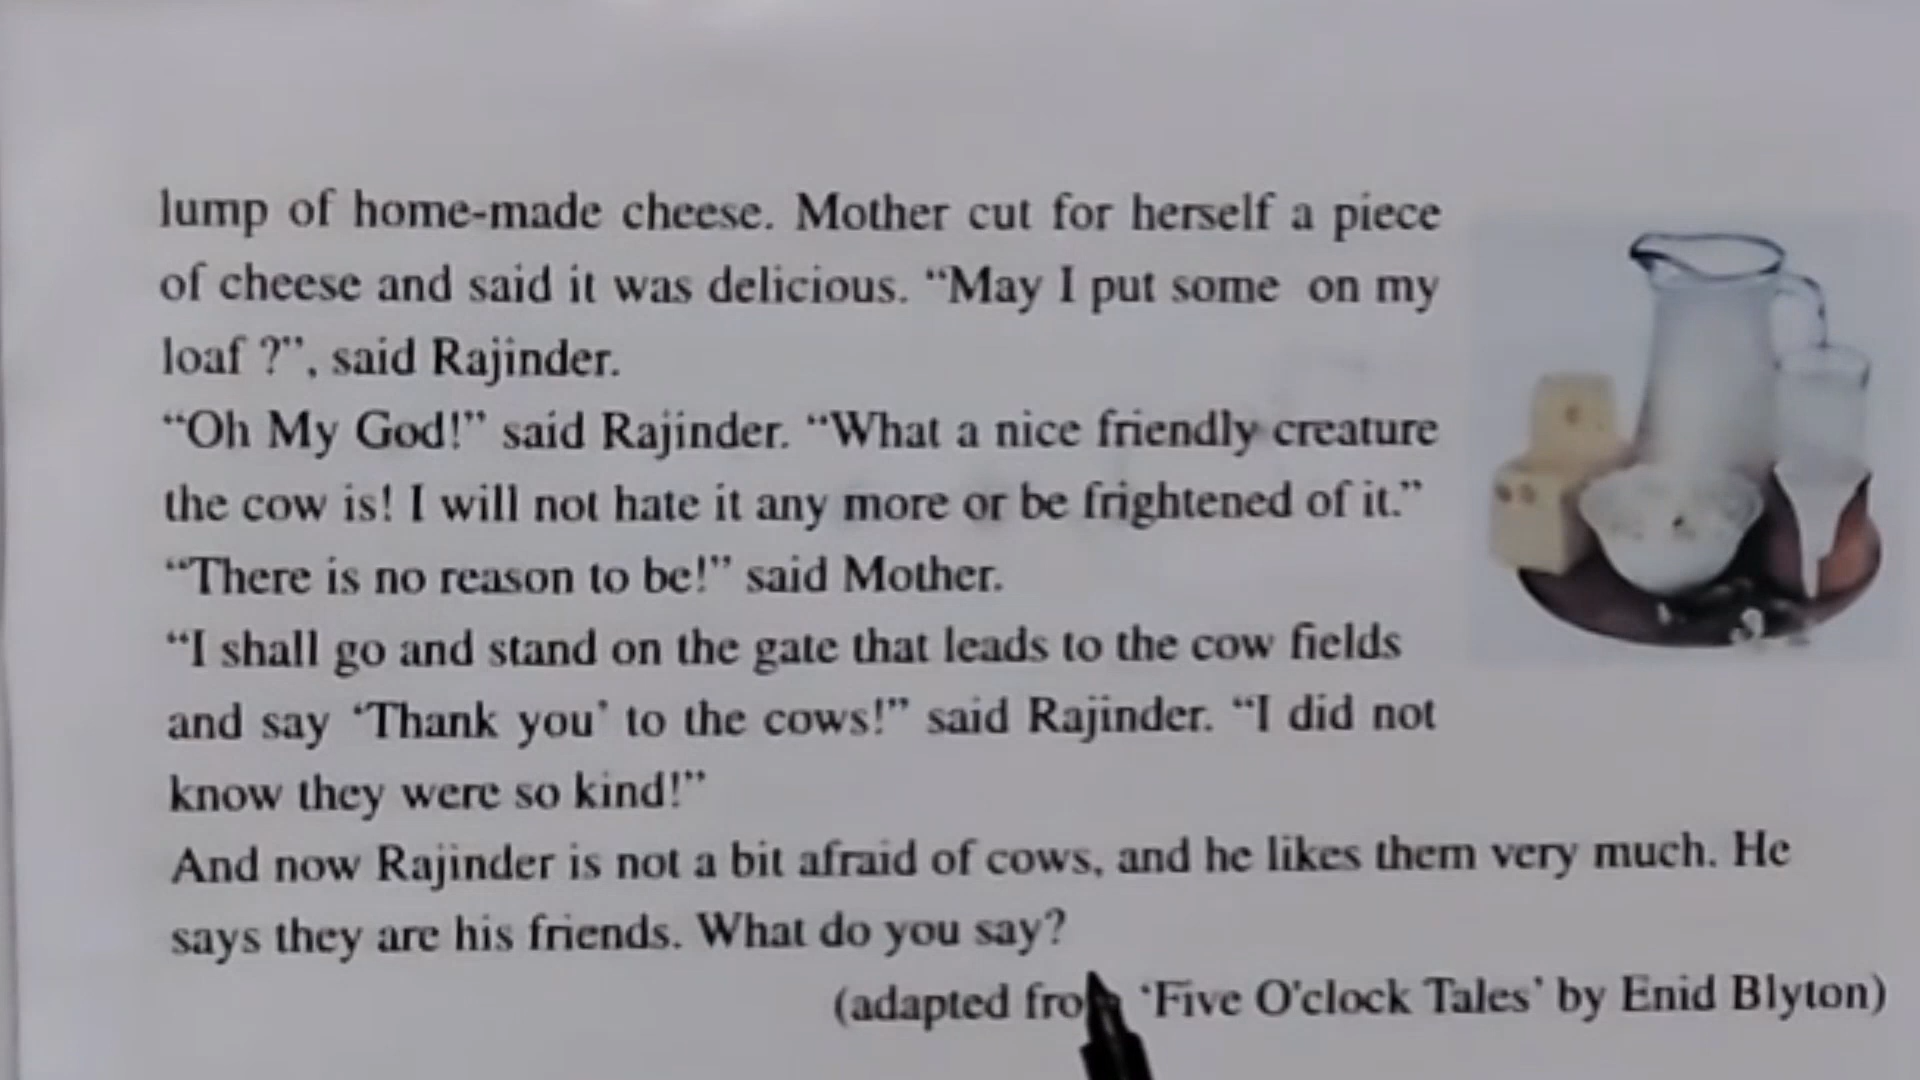 lump of home-made cheese. Mother cut for herself a piece
of cheese and said it was delicious. “May I put some on my
loaf ?”, said Rajinder.
“Oh My God!” said Rajinder. “What a nice friendly creature
the cow is! I will not hate it any more or be frightened of it.”
“There is no reason to be!” said Mother.
“I shall go and stand on the gate that leads to the cow fields
and say ‘Thank you’ to the cows!” said Rajinder. “I did not
know they were so kind!”
And now Rajinder is not a bit afraid of cows, and he likes them very much. He
says they are his friends. What do you say?
(adapted from ‘Five O'clock Tales’ by Enid Blyton)